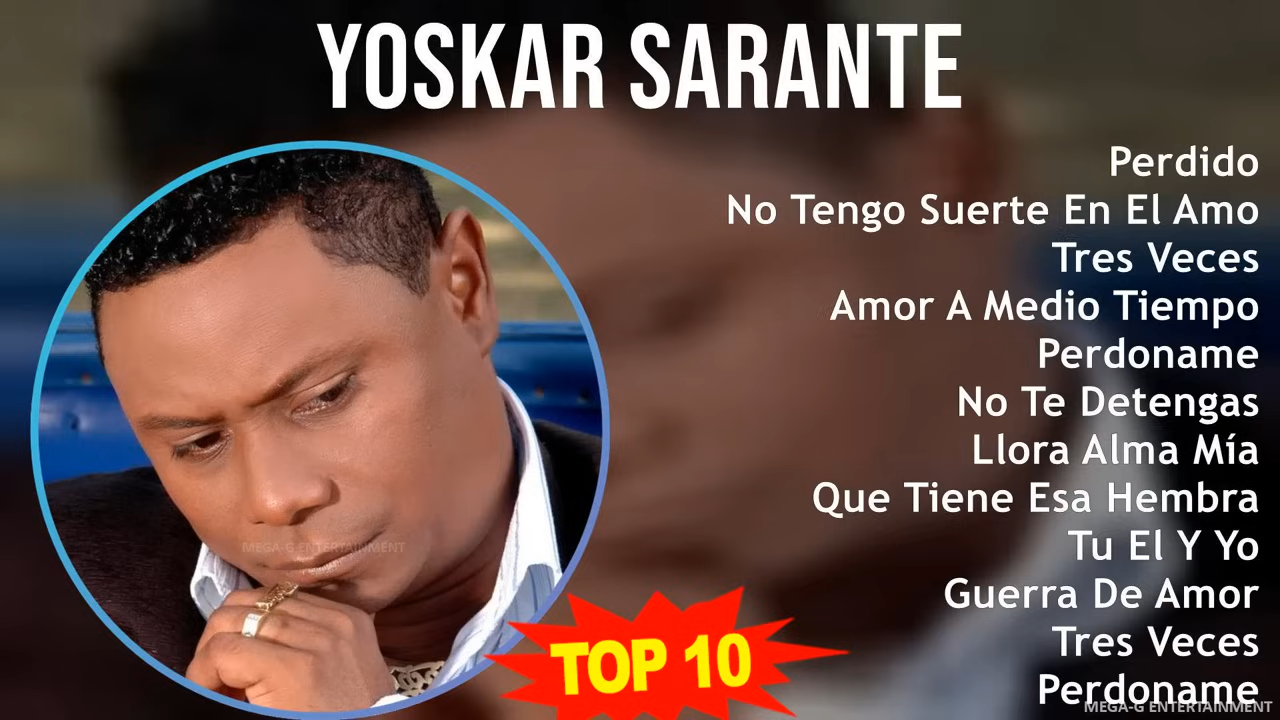 YOSKAR SARANTE
Perdido
No Tengo Suerte En El Amo
Tres Veces
Amor A Medio Tiempo
Perdoname
No Te Detengas
Llora Alma Mía
Que Tiene Esa Hembra
Tu El Y Yo
Guerra De Amor
Tres Veces
Perdoname
MEGA-G ENTERTAINMENT
TOP 10
MEGA-G ENTERTAINMENT